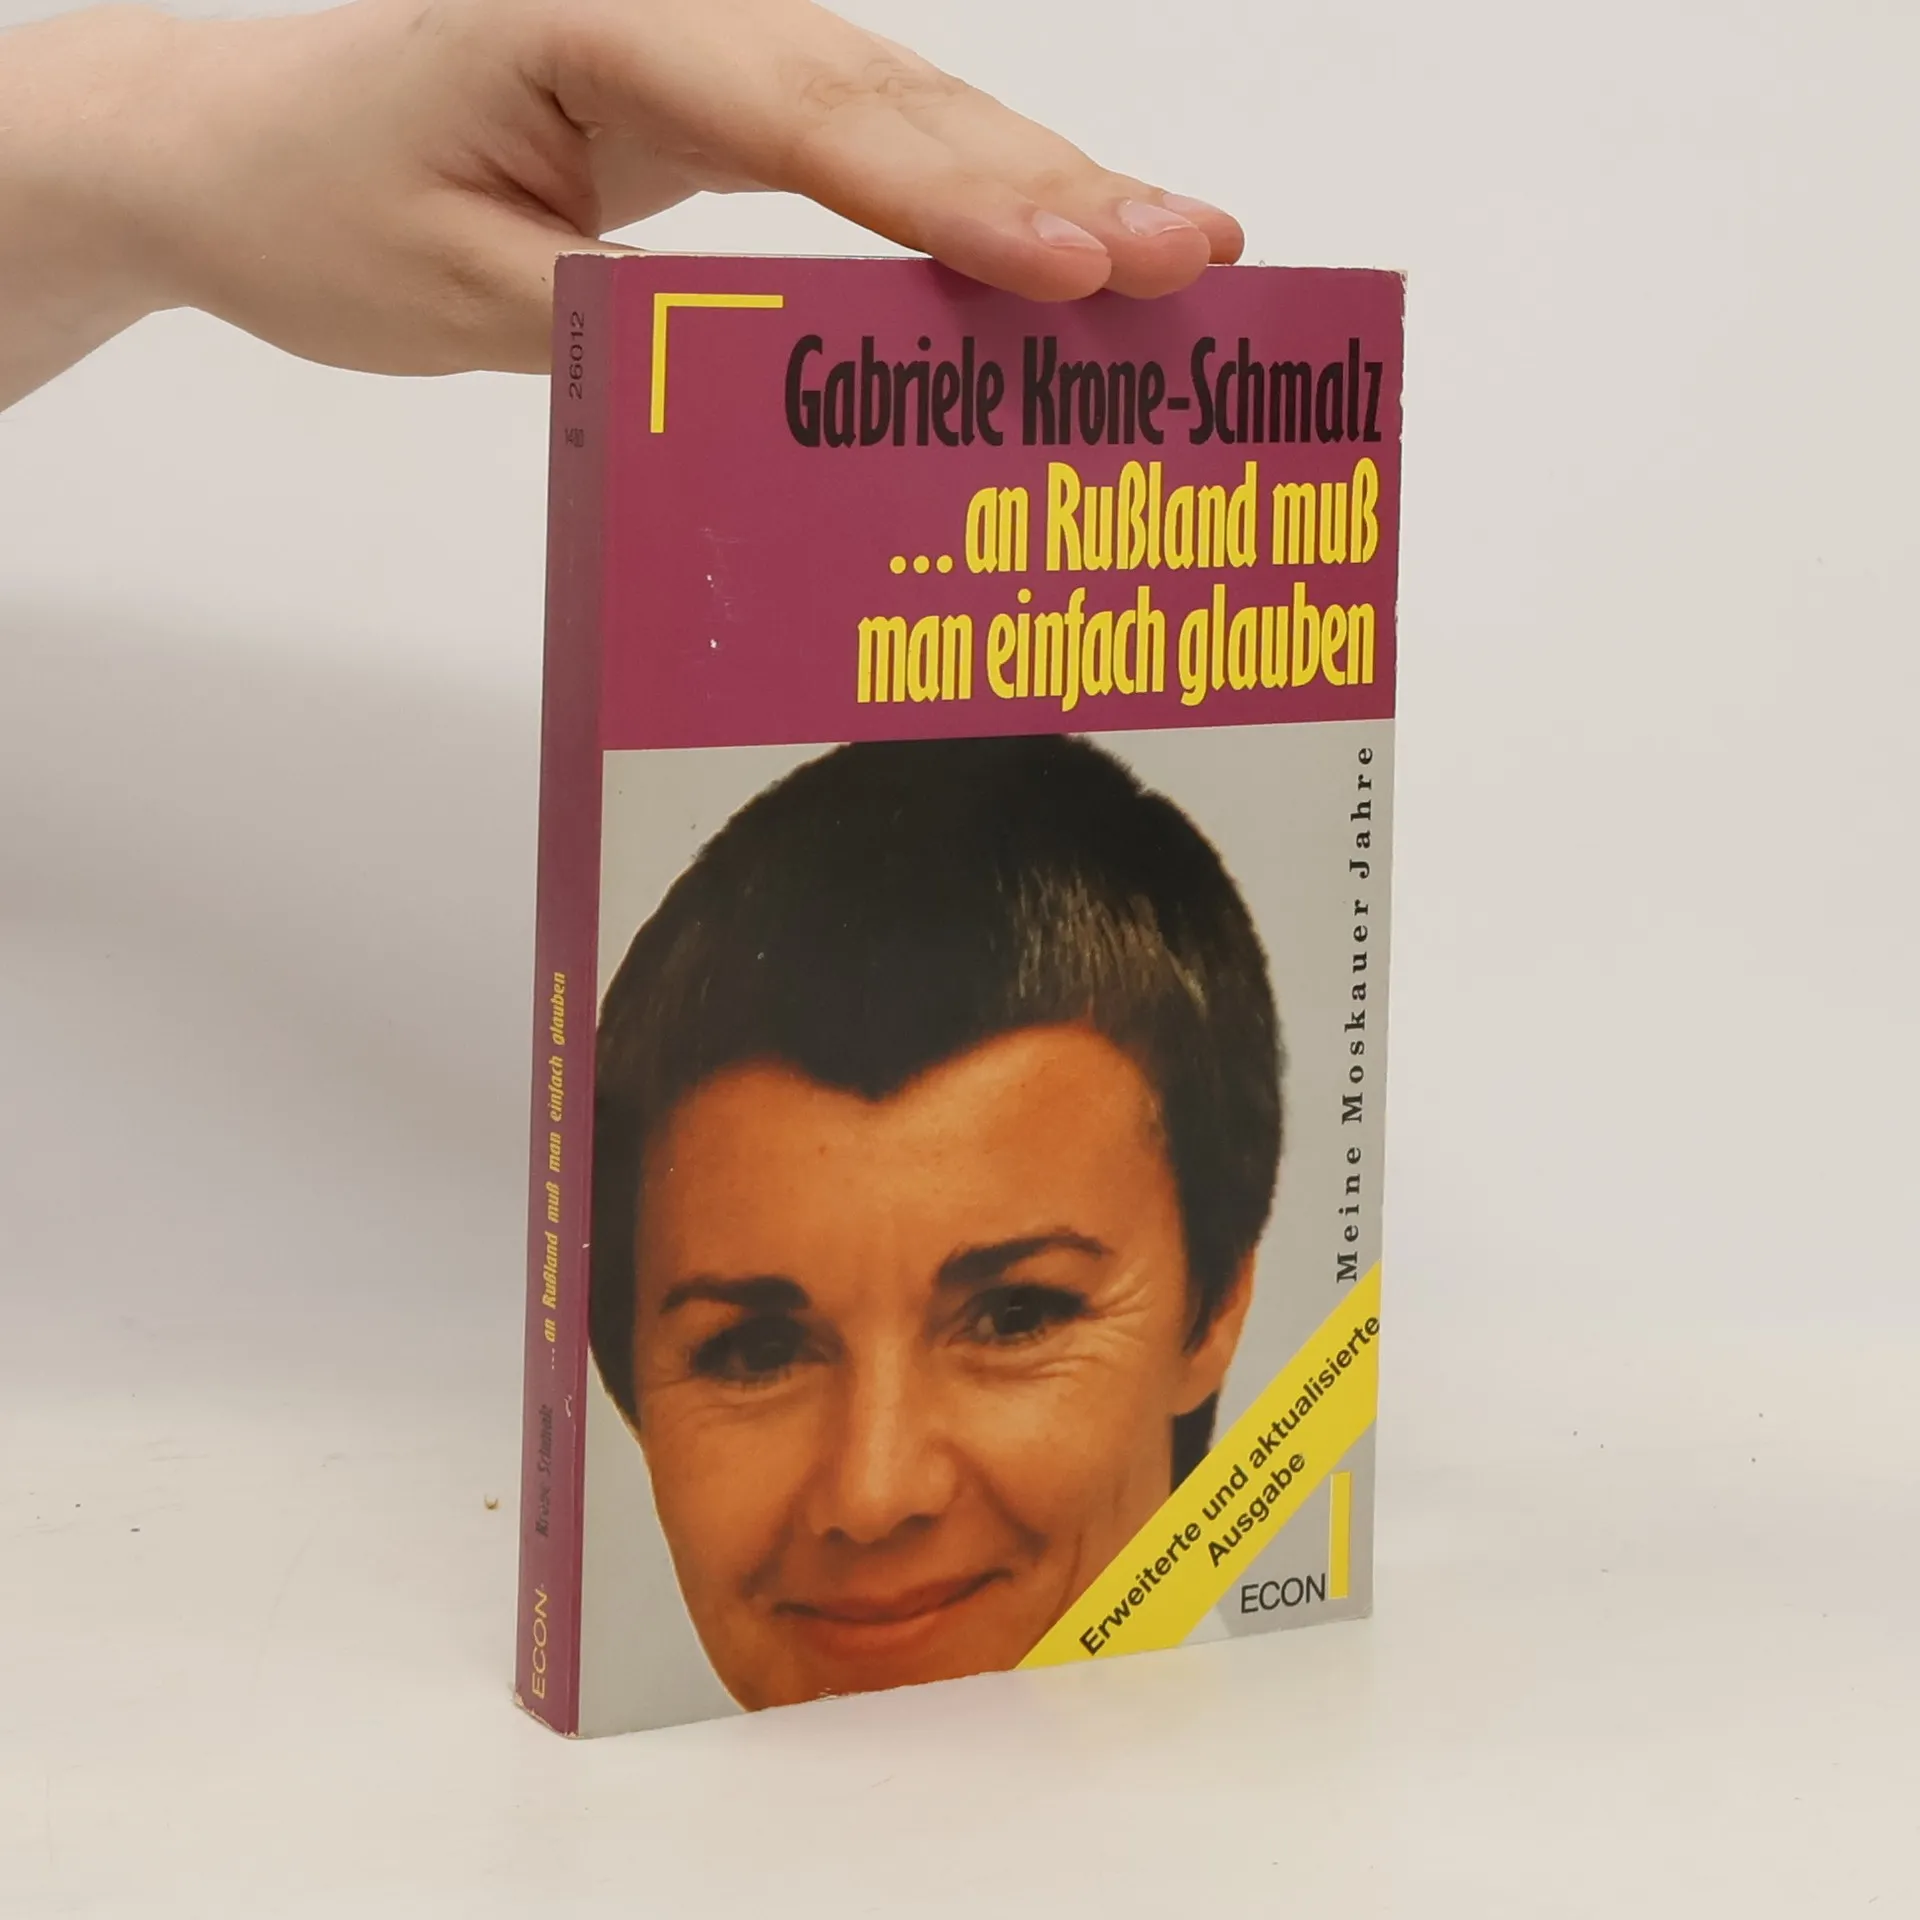 Gabriele Krone-Schmalz
... an Rußland muß
man einfach glauben
Meine Moskauer Jahre
Erweiterte und aktualisierte
Ausgabe
ECON
26012
... an Rußland muß man einfach glauben
Krone-Schmalz
ECON